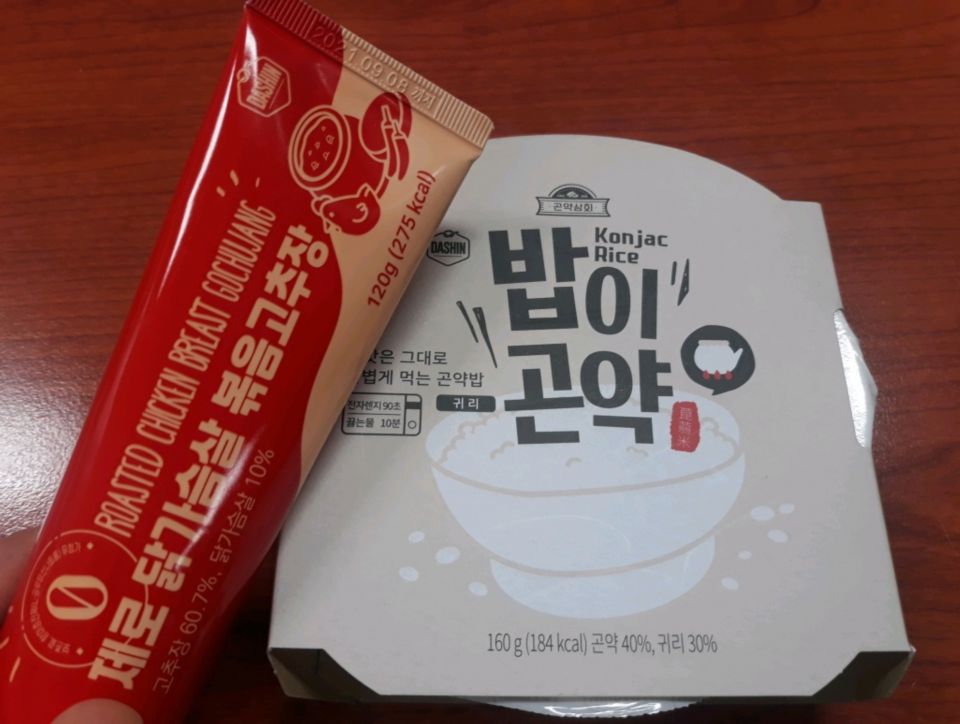 2021.09.08 까지
DASHIN
120g (275 kcal)
ROASTED CHICKEN BREAST GOCHUJANG
제로 닭가슴살 볶음고추장
고추장 60.7%, 닭가슴살 10%
0
곤약상회
DASHIN
Konjac
Rice
밥이
곤약
맛은 그대로
볍게 먹는 곤약밥
귀리
전자렌지 90초
끓는물 10분
160 g (184 kcal) 곤약 40%, 귀리 30%